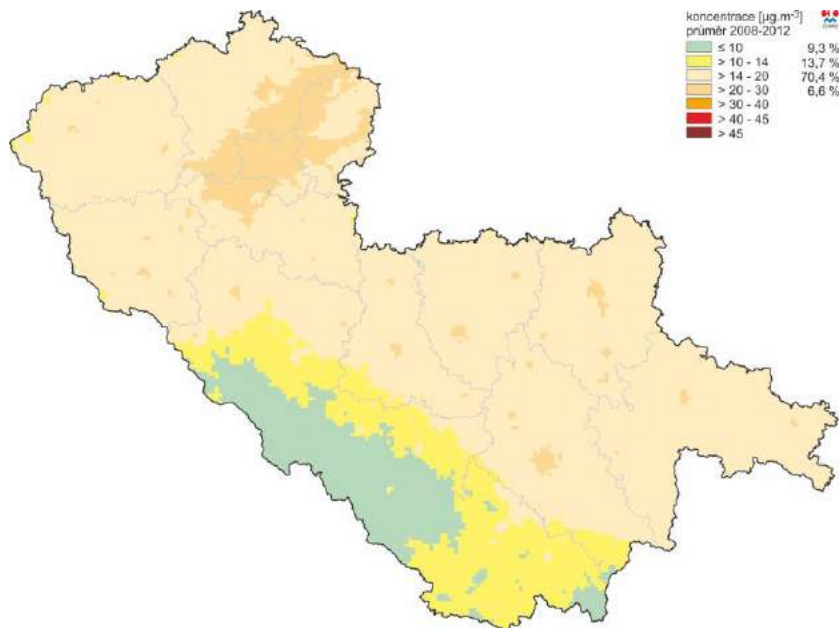 koncentrace [µg.m⁻³]
průměr 2008-2012
≤ 10 9,3 %
> 10 - 14 13,7 %
> 14 - 20 70,4 %
> 20 - 30 6,6 %
> 30 - 40
> 40 - 45
> 45